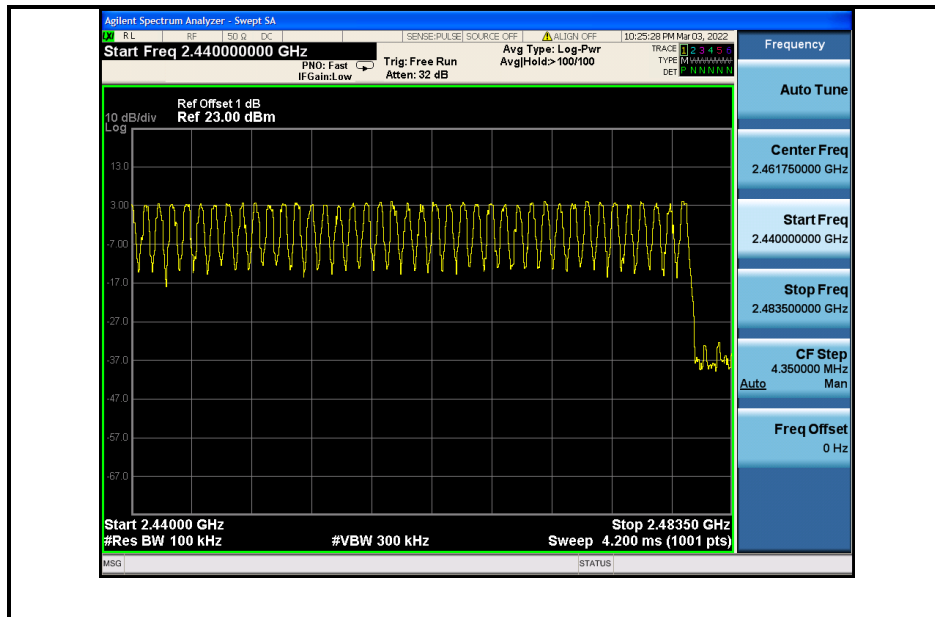 Agilent Spectrum Analyzer - Swept SA
LXI RL RF 50 Ω DC SENSE:PULSE SOURCE OFF ALIGN OFF 10:25:28 PM Mar 03, 2022
Start Freq 2.440000000 GHz
PNO: Fast
IFGain:Low
Trig: Free Run
Atten: 32 dB
Avg Type: Log-Pwr
Avg|Hold:> 100/100
TRACE 1 2 3 4 5 6
TYPE M
DET P N N N N N
Ref Offset 1 dB
10 dB/div Ref 23.00 dBm
Log
13.0
3.00
-7.00
-17.0
-27.0
-37.0
-47.0
-57.0
-67.0
Start 2.44000 GHz Stop 2.48350 GHz
#Res BW 100 kHz #VBW 300 kHz Sweep 4.200 ms (1001 pts)
MSG STATUS
Frequency
Auto Tune
Center Freq
2.461750000 GHz
Start Freq
2.440000000 GHz
Stop Freq
2.483500000 GHz
CF Step
4.350000 MHz
Auto Man
Freq Offset
0 Hz